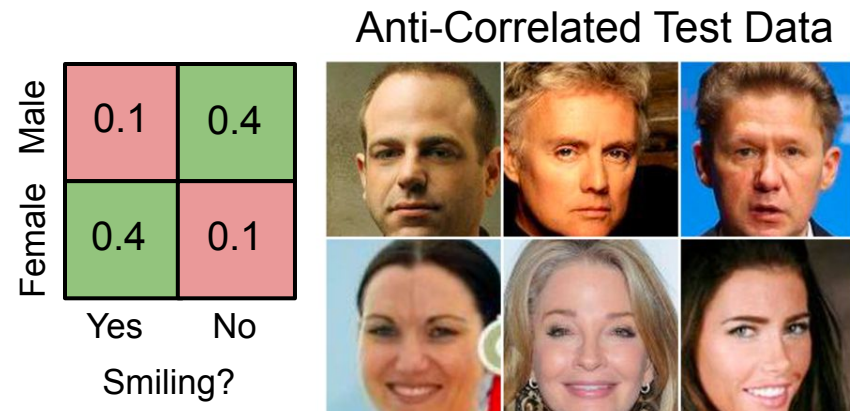 Anti-Correlated Test Data
Male
0.1 0.4
Female
0.4 0.1
Yes No
Smiling?